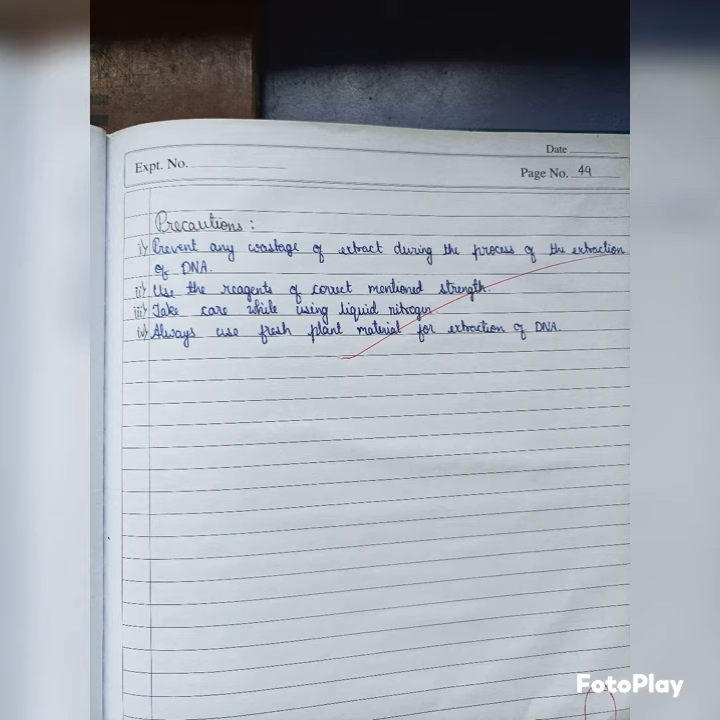 Date
Expt. No.
Page No. 49
Precautions :
i) Prevent any wastage of extract during the process of the extraction
of DNA.
ii) Use the reagents of correct mentioned strength.
iii) Take care while using liquid nitrogen
iv) Always use fresh plant material for extraction of DNA.
FotoPlay